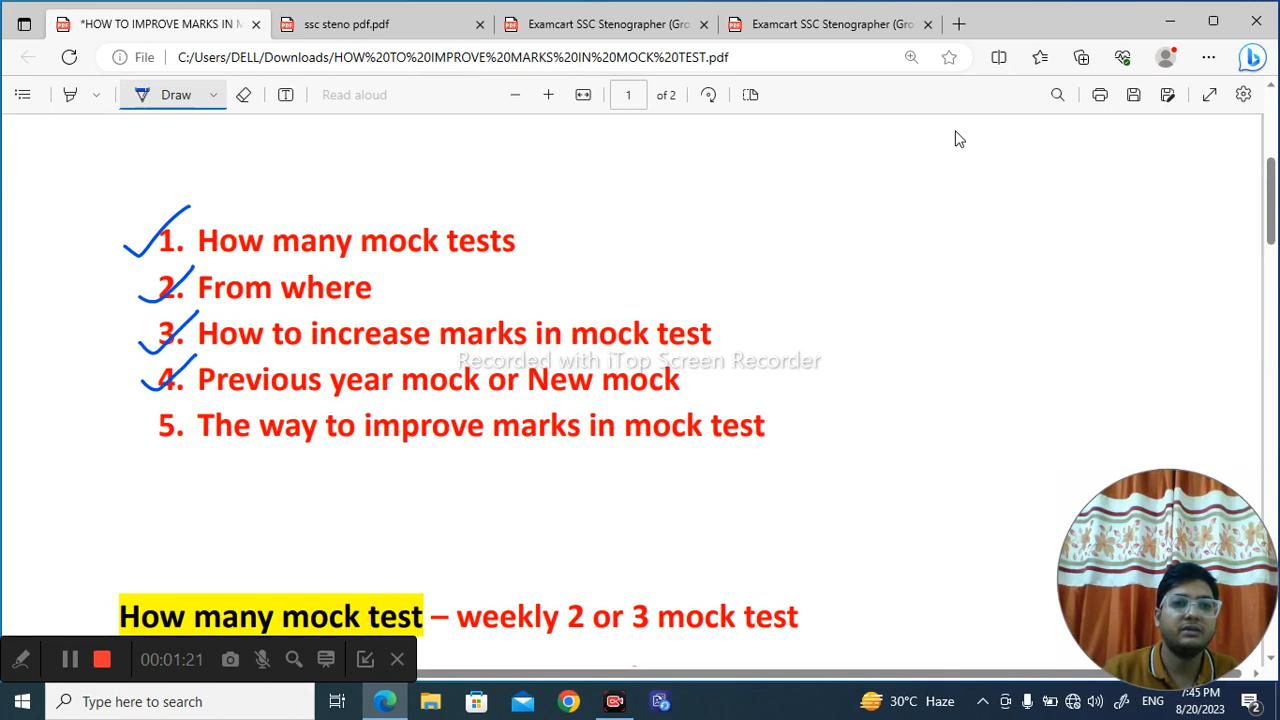 *HOW TO IMPROVE MARKS IN M
ssc steno pdf.pdf
Examcart SSC Stenographer (Gro
Examcart SSC Stenographer (Gro
File
C:/Users/DELL/Downloads/HOW%20TO%20IMPROVE%20MARKS%20IN%20MOCK%20TEST.pdf
Draw
Read aloud
1 of 2
1. How many mock tests
2. From where
3. How to increase marks in mock test
Recorded with iTop Screen Recorder
4. Previous year mock or New mock
5. The way to improve marks in mock test
How many mock test – weekly 2 or 3 mock test
00:01:21
Type here to search
30°C Haze
ENG
7:45 PM
8/20/2023
2